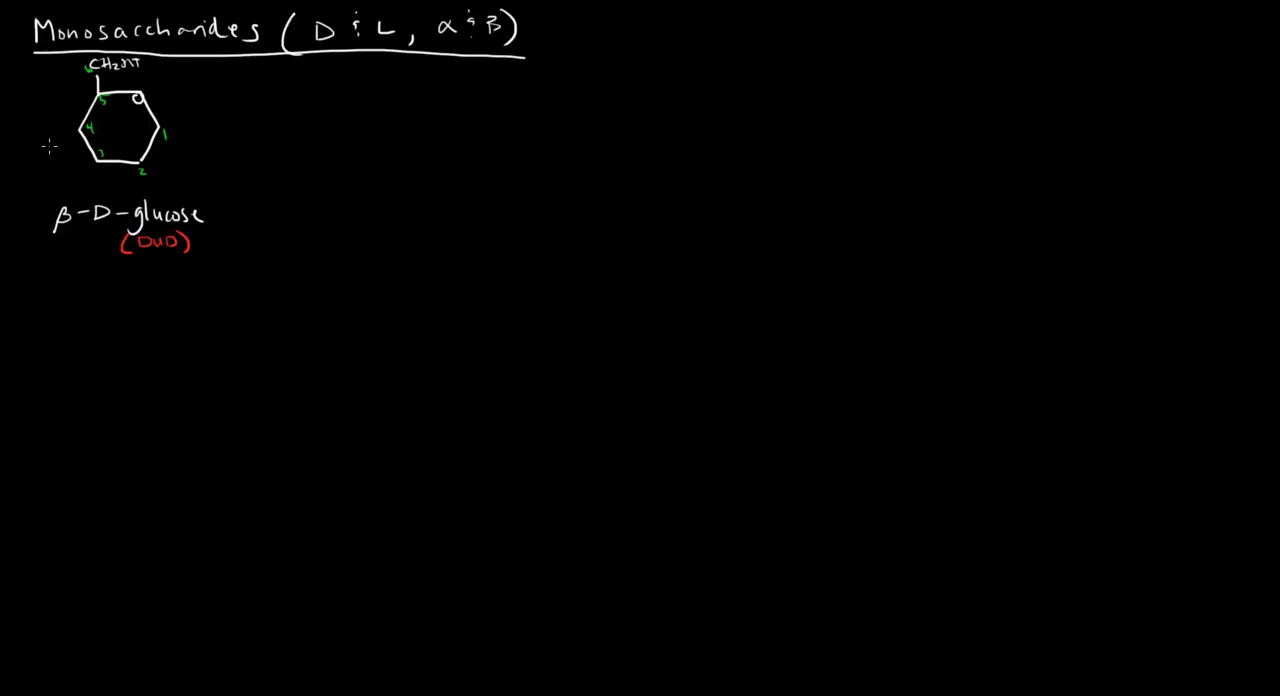 Monosaccharides ( D & L , α & β )
6 CH₂OH
5 O
4 1
3
2
β-D-glucose
(DUD)